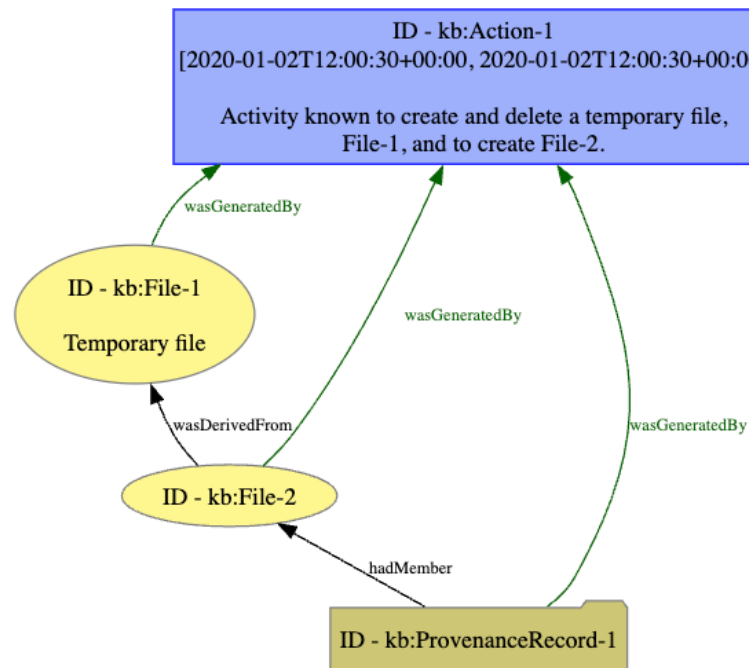 ID - kb:Action-1
[2020-01-02T12:00:30+00:00, 2020-01-02T12:00:30+00:0
Activity known to create and delete a temporary file,
File-1, and to create File-2.
wasGeneratedBy
ID - kb:File-1
Temporary file
wasGeneratedBy
wasDerivedFrom
wasGeneratedBy
ID - kb:File-2
hadMember
ID - kb:ProvenanceRecord-1